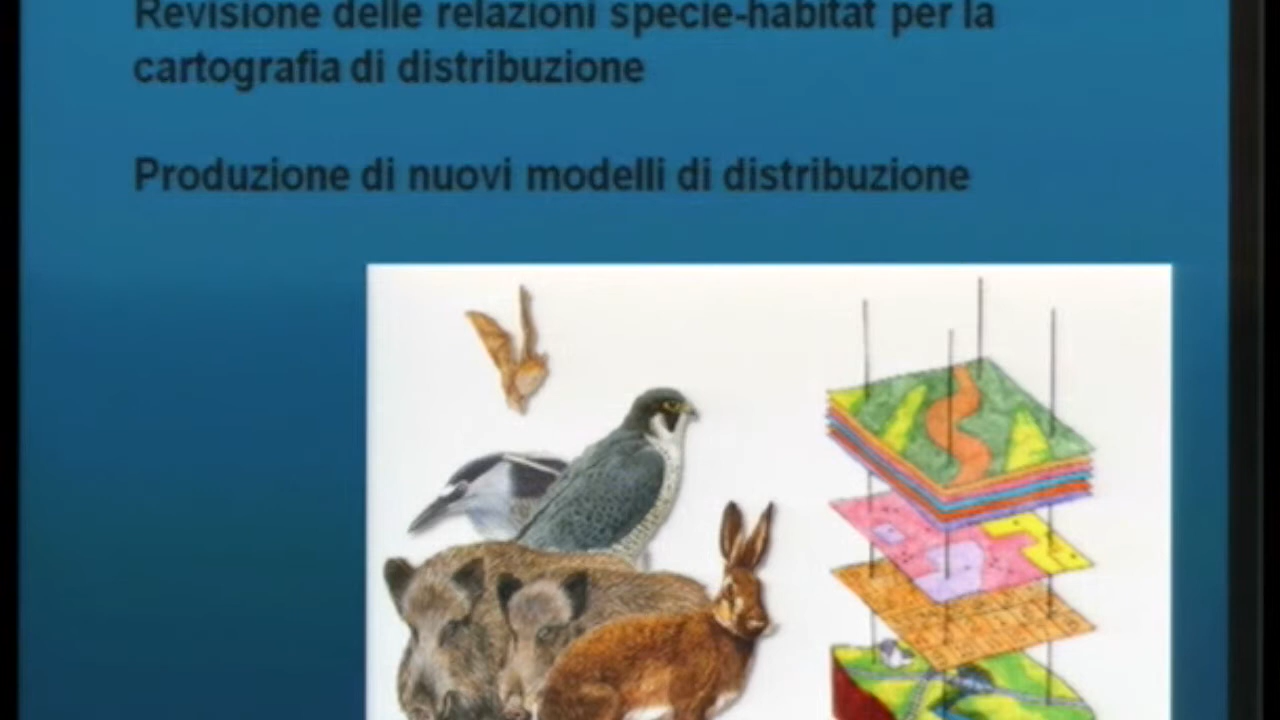 Revisione delle relazioni specie-habitat per la
cartografia di distribuzione
Produzione di nuovi modelli di distribuzione